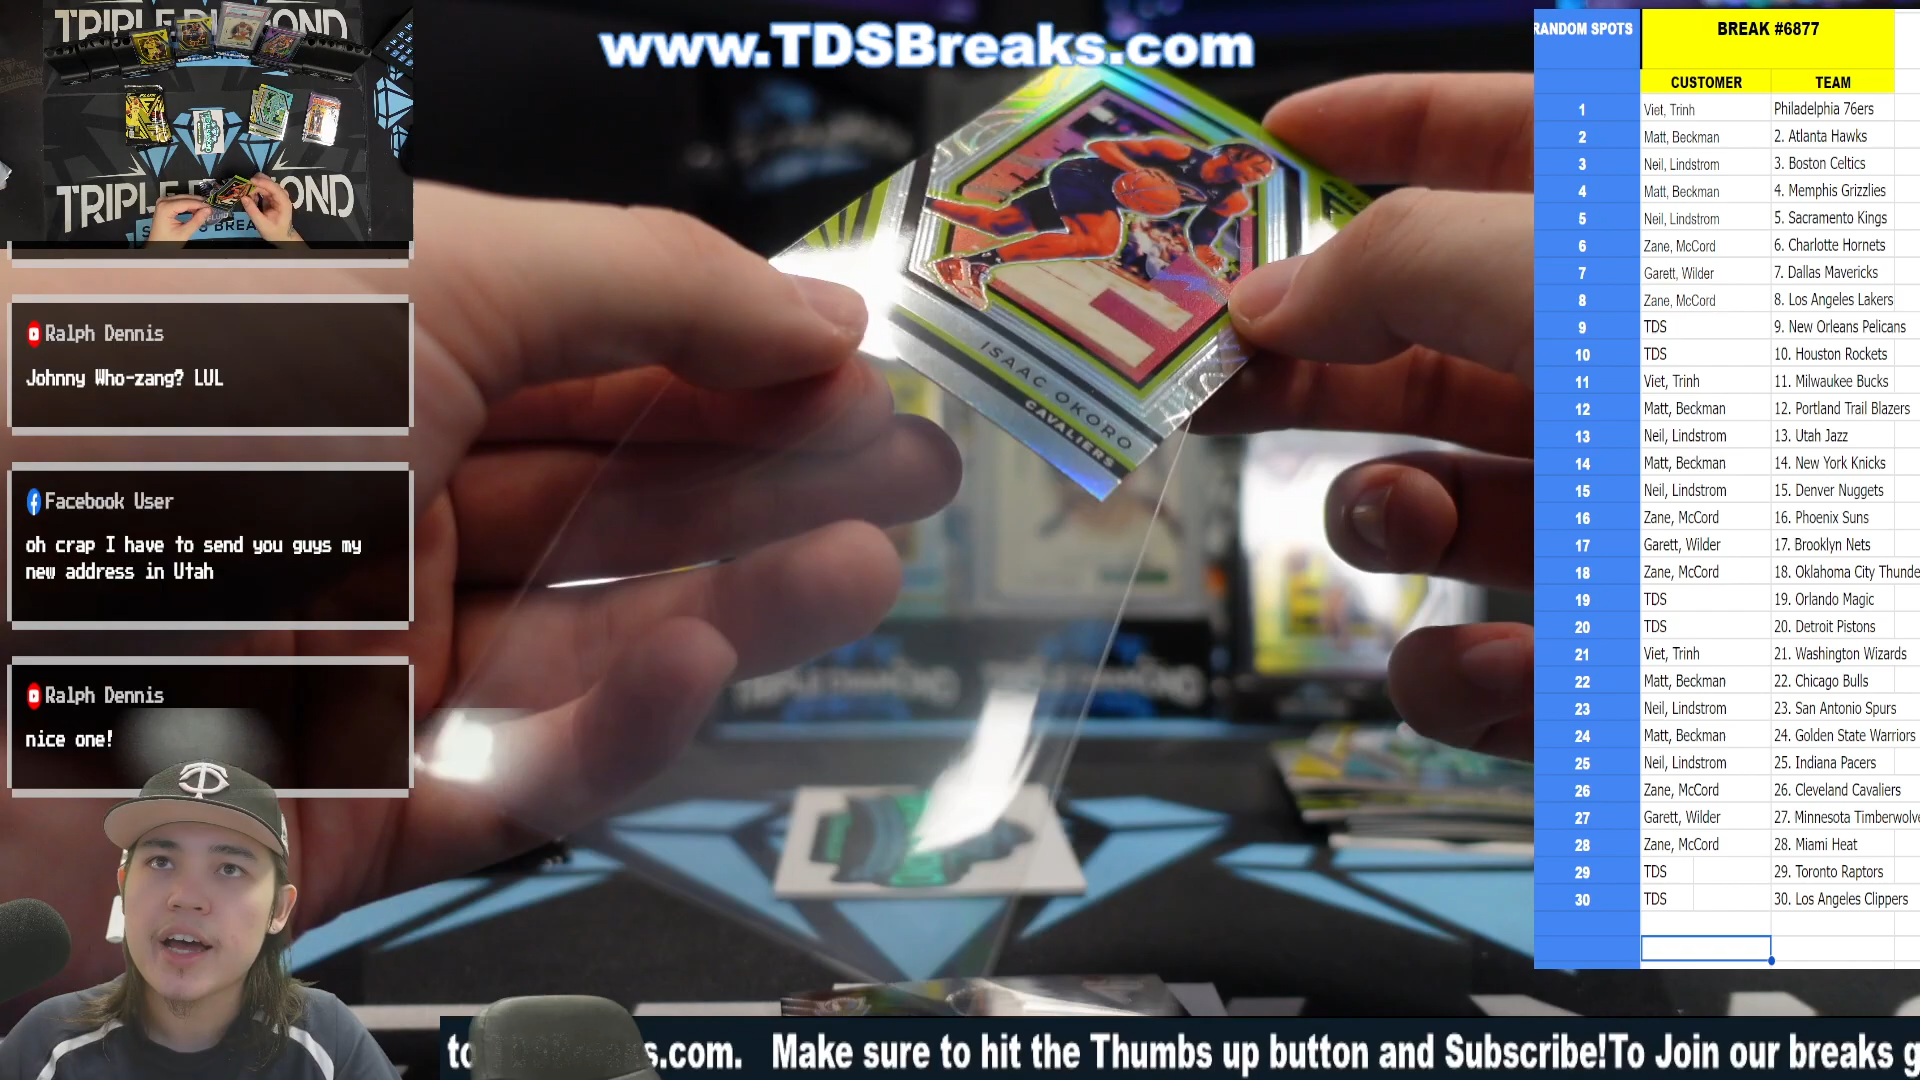 www.TDSBreaks.com
RANDOM SPOTS
BREAK #6877
CUSTOMER TEAM
1 Viet, Trinh Philadelphia 76ers
2 Matt, Beckman 2. Atlanta Hawks
3 Neil, Lindstrom 3. Boston Celtics
4 Matt, Beckman 4. Memphis Grizzlies
5 Neil, Lindstrom 5. Sacramento Kings
6 Zane, McCord 6. Charlotte Hornets
7 Garett, Wilder 7. Dallas Mavericks
8 Zane, McCord 8. Los Angeles Lakers
9 TDS 9. New Orleans Pelicans
10 TDS 10. Houston Rockets
11 Viet, Trinh 11. Milwaukee Bucks
12 Matt, Beckman 12. Portland Trail Blazers
13 Neil, Lindstrom 13. Utah Jazz
14 Matt, Beckman 14. New York Knicks
15 Neil, Lindstrom 15. Denver Nuggets
16 Zane, McCord 16. Phoenix Suns
17 Garett, Wilder 17. Brooklyn Nets
18 Zane, McCord 18. Oklahoma City Thunde
19 TDS 19. Orlando Magic
20 TDS 20. Detroit Pistons
21 Viet, Trinh 21. Washington Wizards
22 Matt, Beckman 22. Chicago Bulls
23 Neil, Lindstrom 23. San Antonio Spurs
24 Matt, Beckman 24. Golden State Warriors
25 Neil, Lindstrom 25. Indiana Pacers
26 Zane, McCord 26. Cleveland Cavaliers
27 Garett, Wilder 27. Minnesota Timberwolve
28 Zane, McCord 28. Miami Heat
29 TDS 29. Toronto Raptors
30 TDS 30. Los Angeles Clippers
TRIPLE DIAMOND
Ralph Dennis
Johnny Who-zang? LUL
Facebook User
oh crap I have to send you guys my
new address in Utah
Ralph Dennis
nice one!
ISAAC OKORO
CAVALIERS
TC
s.com. Make sure to hit the Thumbs up button and Subscribe!To Join our breaks g